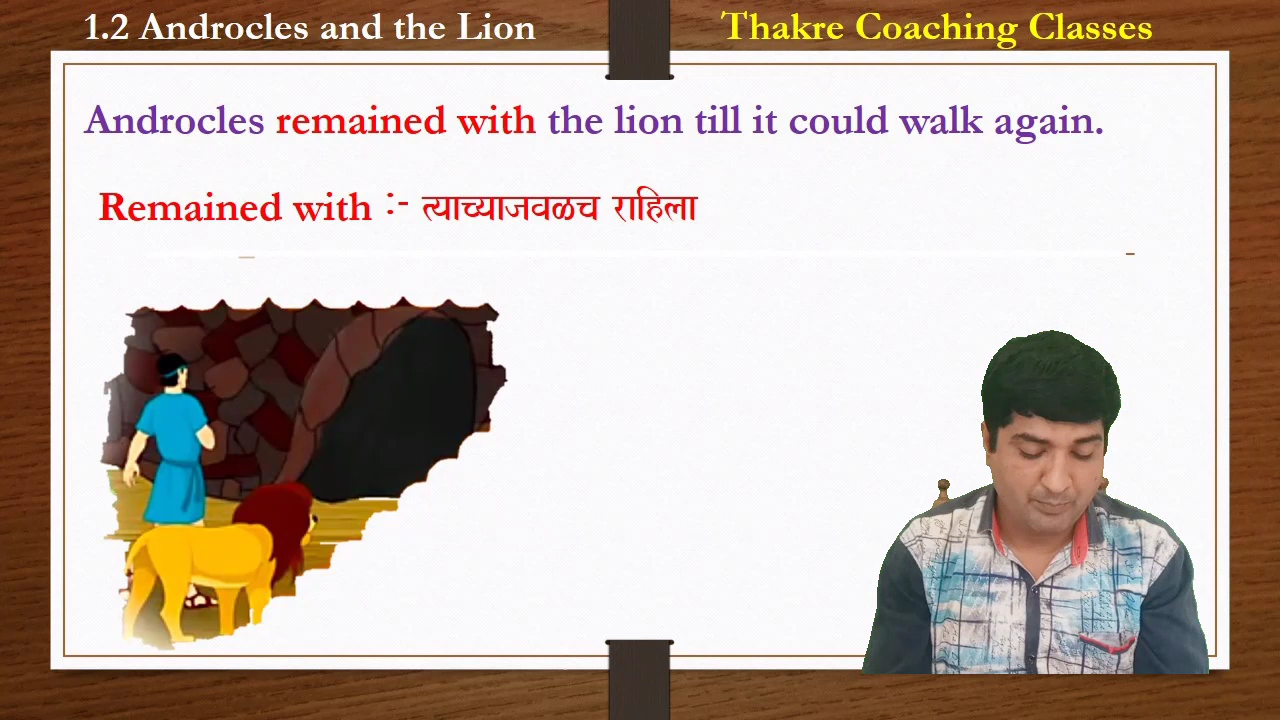 1.2 Androcles and the Lion
Thakre Coaching Classes
Androcles remained with the lion till it could walk again.
Remained with :- त्याच्याजवळच राहिला